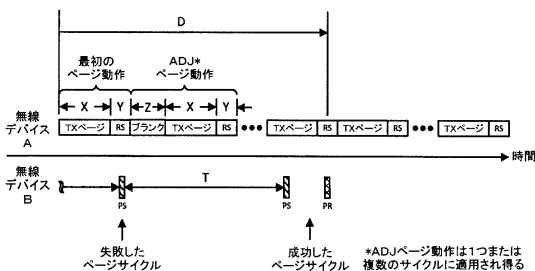 D
最初の
ページ動作
ADJ*
ページ動作
X Y Z X Y
無線
デバイス
A
TXページ RS ブランク TXページ RS ••• TXページ RS TXページ RS ••• TXページ RS
時間
無線
デバイス
B
T
PS PS PR
失敗した
ページサイクル
成功した
ページサイクル
*ADJページ動作は1つまたは
複数のサイクルに適用され得る